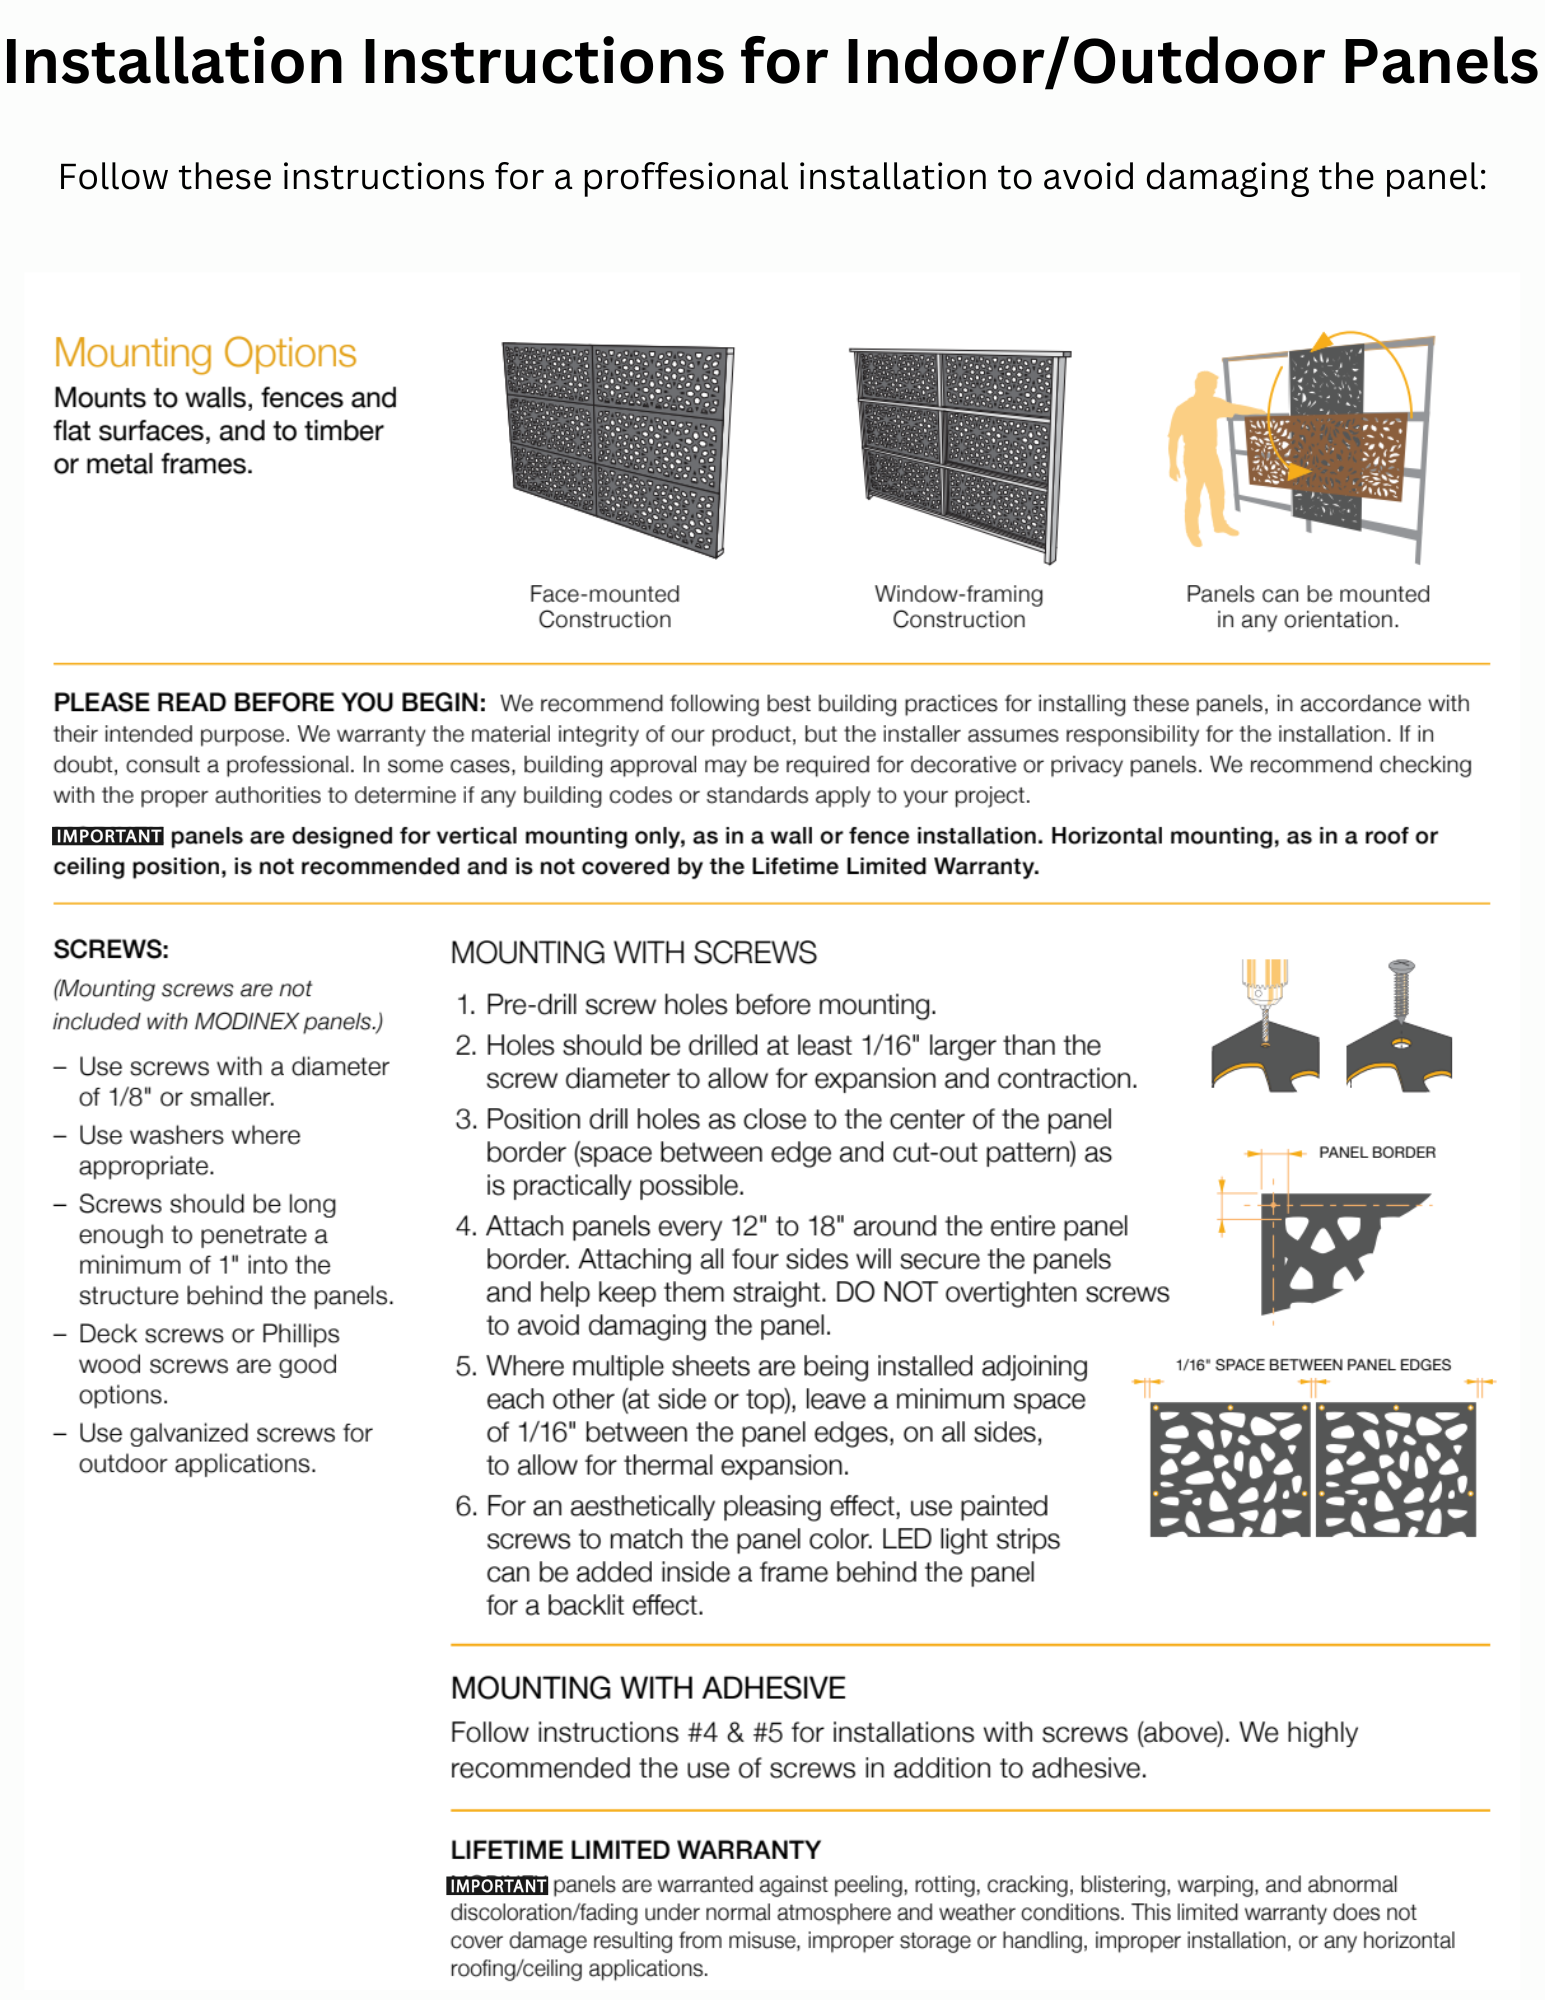 Installation Instructions for Indoor/Outdoor Panels
Follow these instructions for a proffesional installation to avoid damaging the panel:
Mounting Options
Mounts to walls, fences and
flat surfaces, and to timber
or metal frames.
Face-mounted
Construction
Window-framing
Construction
Panels can be mounted
in any orientation.
PLEASE READ BEFORE YOU BEGIN: We recommend following best building practices for installing these panels, in accordance with
their intended purpose. We warranty the material integrity of our product, but the installer assumes responsibility for the installation. If in
doubt, consult a professional. In some cases, building approval may be required for decorative or privacy panels. We recommend checking
with the proper authorities to determine if any building codes or standards apply to your project.
IMPORTANT panels are designed for vertical mounting only, as in a wall or fence installation. Horizontal mounting, as in a roof or
ceiling position, is not recommended and is not covered by the Lifetime Limited Warranty.
SCREWS:
(Mounting screws are not
included with MODINEX panels.)
– Use screws with a diameter
of 1/8" or smaller.
– Use washers where
appropriate.
– Screws should be long
enough to penetrate a
minimum of 1" into the
structure behind the panels.
– Deck screws or Phillips
wood screws are good
options.
– Use galvanized screws for
outdoor applications.
MOUNTING WITH SCREWS
1. Pre-drill screw holes before mounting.
2. Holes should be drilled at least 1/16" larger than the
screw diameter to allow for expansion and contraction.
3. Position drill holes as close to the center of the panel
border (space between edge and cut-out pattern) as
is practically possible.
4. Attach panels every 12" to 18" around the entire panel
border. Attaching all four sides will secure the panels
and help keep them straight. DO NOT overtighten screws
to avoid damaging the panel.
5. Where multiple sheets are being installed adjoining
each other (at side or top), leave a minimum space
of 1/16" between the panel edges, on all sides,
to allow for thermal expansion.
6. For an aesthetically pleasing effect, use painted
screws to match the panel color. LED light strips
can be added inside a frame behind the panel
for a backlit effect.
PANEL BORDER
1/16" SPACE BETWEEN PANEL EDGES
MOUNTING WITH ADHESIVE
Follow instructions #4 & #5 for installations with screws (above). We highly
recommended the use of screws in addition to adhesive.
LIFETIME LIMITED WARRANTY
IMPORTANT panels are warranted against peeling, rotting, cracking, blistering, warping, and abnormal
discoloration/fading under normal atmosphere and weather conditions. This limited warranty does not
cover damage resulting from misuse, improper storage or handling, improper installation, or any horizontal
roofing/ceiling applications.